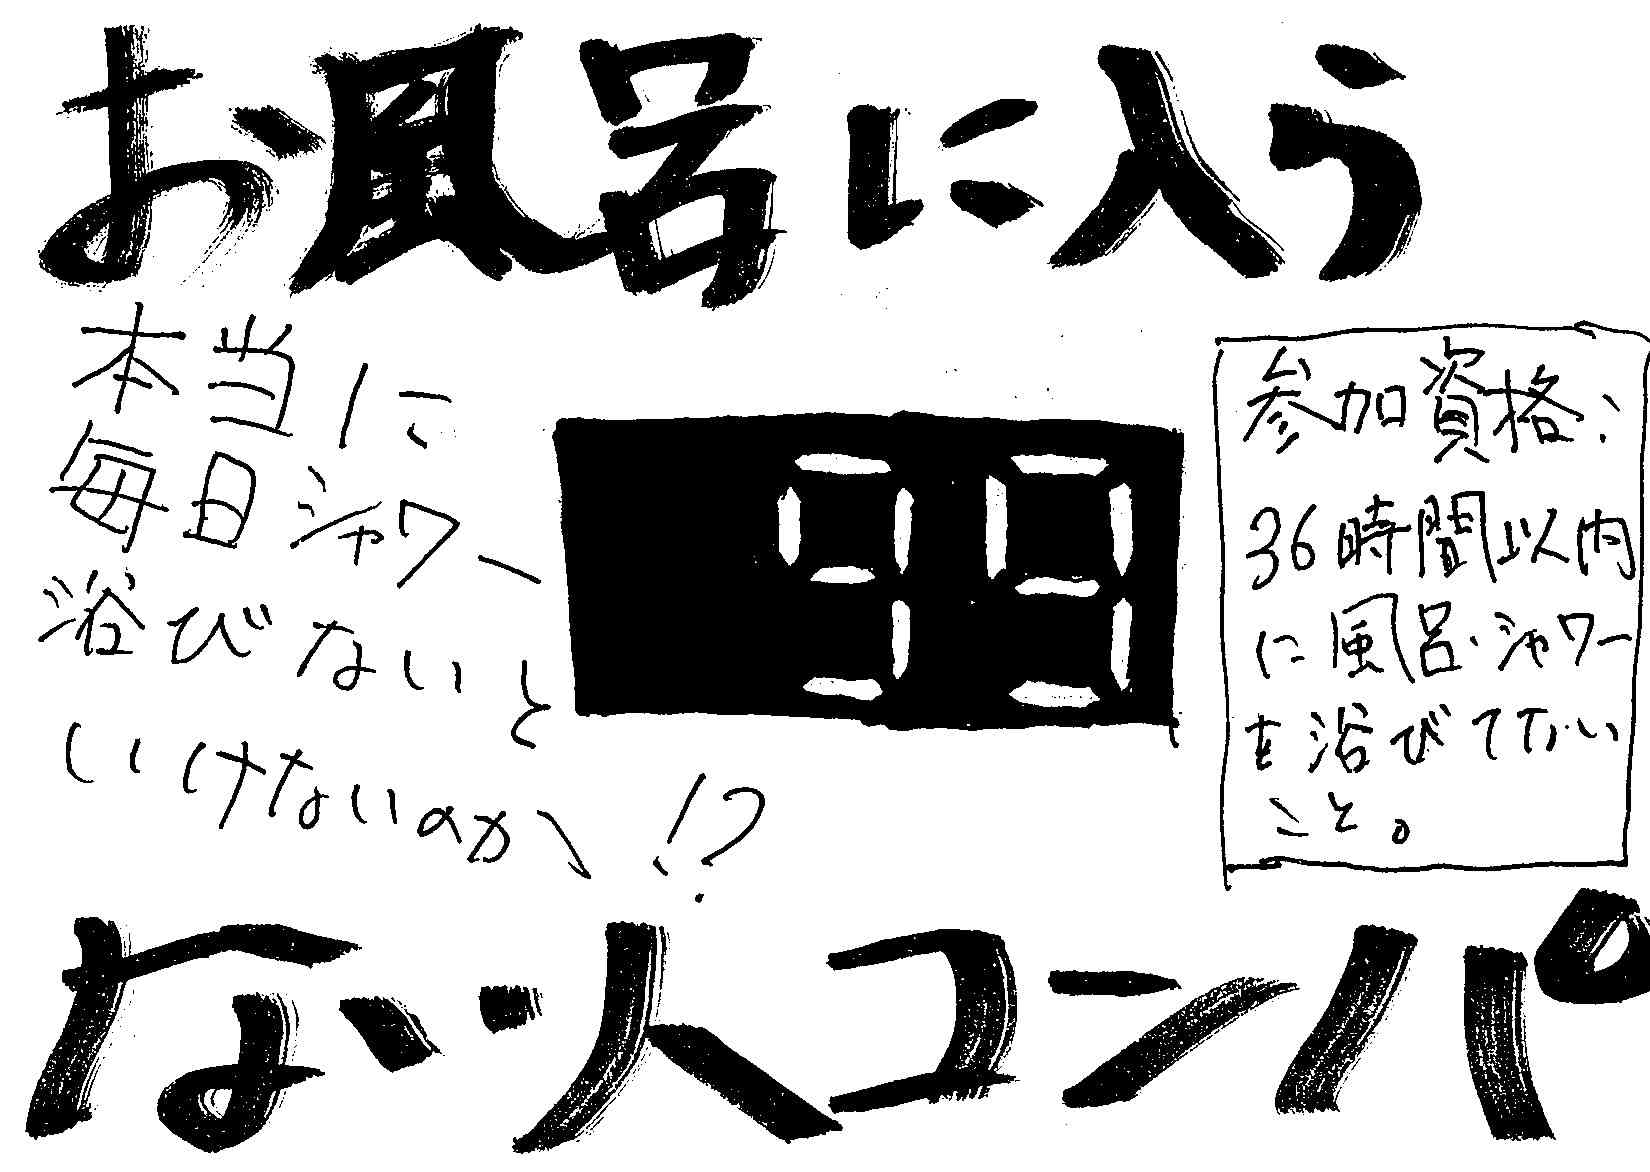 お風呂に入ら
本当に
毎日シャワー
浴びないと
いけないのか!?
99
参加資格:
36時間以内
に風呂・シャワー
を浴びてない
こと。
ない人コンパ